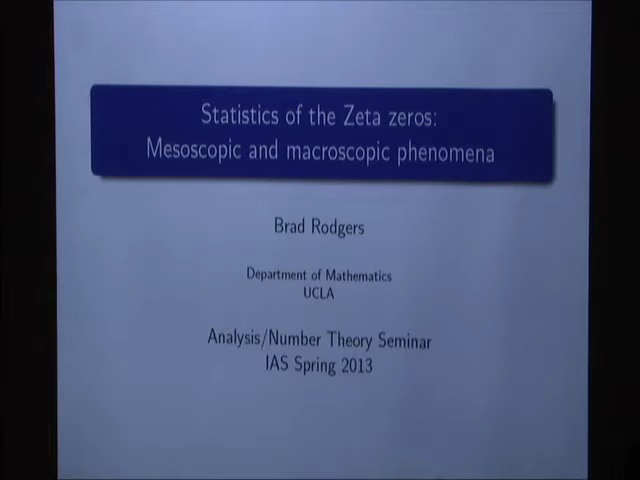 Statistics of the Zeta zeros:
Mesoscopic and macroscopic phenomena
Brad Rodgers
Department of Mathematics
UCLA
Analysis/Number Theory Seminar
IAS Spring 2013